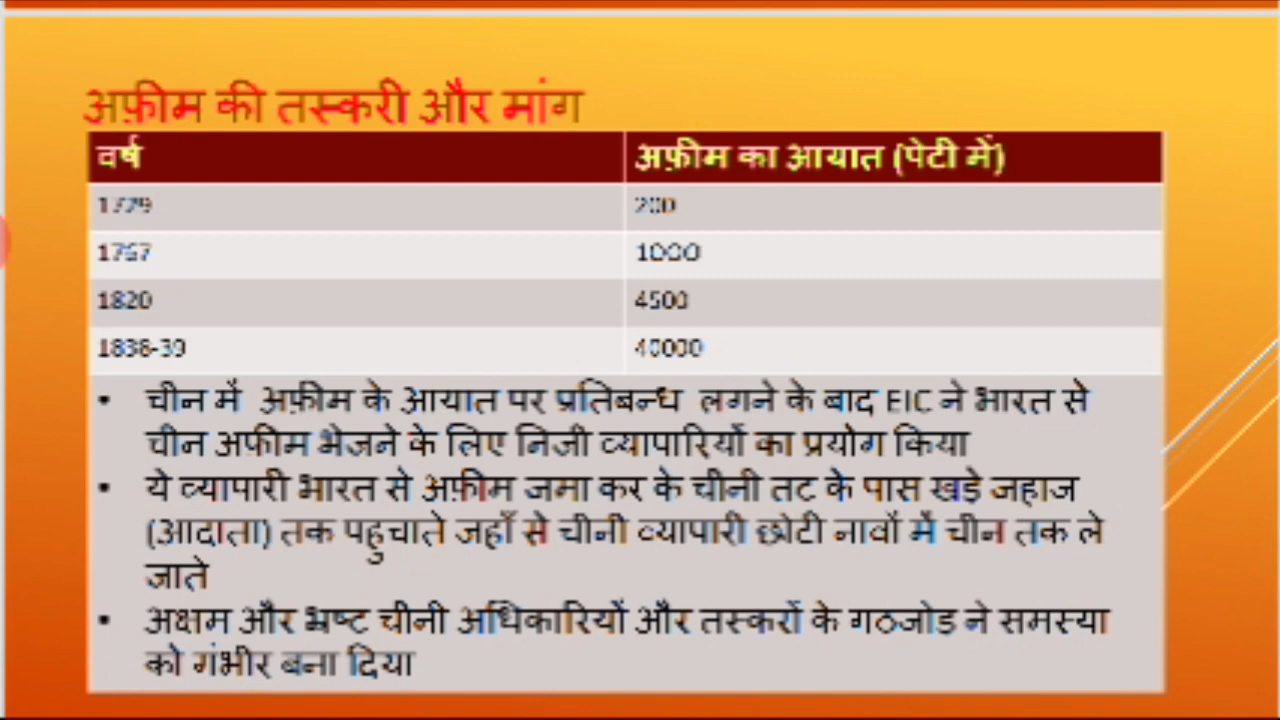 अफ़ीम की तस्करी और मांग
वर्ष अफ़ीम का आयात (पेटी में)
1729 200
1767 1000
1820 4500
1838-39 40000
• चीन में अफ़ीम के आयात पर प्रतिबन्ध लगने के बाद EIC ने भारत से
चीन अफीम भेजने के लिए निजी व्यापारियों का प्रयोग किया
• ये व्यापारी भारत से अफ़ीम जमा कर के चीनी तट के पास खड़े जहाज
(आदाता) तक पहुचाते जहाँ से चीनी व्यापारी छोटी नावों में चीन तक ले
जाते
• अक्षम और भ्रष्ट चीनी अधिकारियों और तस्करों के गठजोड ने समस्या
को गंभीर बना दिया